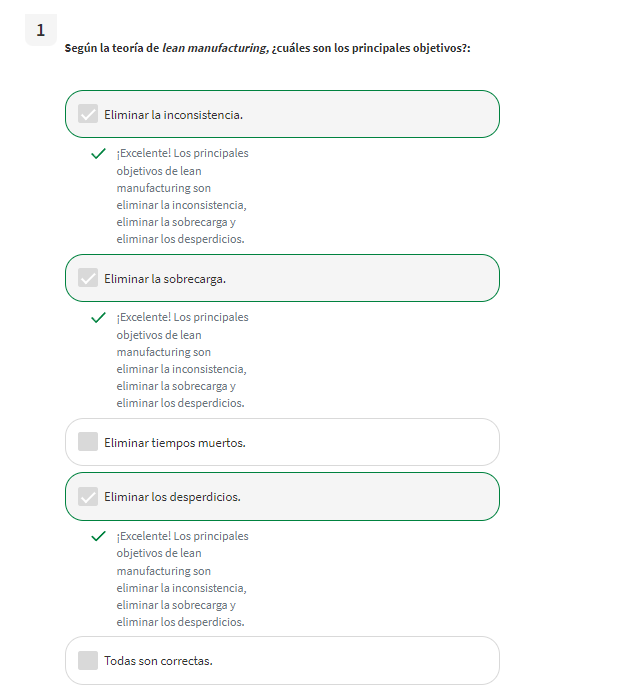 1
Según la teoría de lean manufacturing, ¿cuáles son los principales objetivos?:
Eliminar la inconsistencia.
¡Excelente! Los principales
objetivos de lean
manufacturing son
eliminar la inconsistencia,
eliminar la sobrecarga y
eliminar los desperdicios.
Eliminar la sobrecarga.
¡Excelente! Los principales
objetivos de lean
manufacturing son
eliminar la inconsistencia,
eliminar la sobrecarga y
eliminar los desperdicios.
Eliminar tiempos muertos.
Eliminar los desperdicios.
¡Excelente! Los principales
objetivos de lean
manufacturing son
eliminar la inconsistencia,
eliminar la sobrecarga y
eliminar los desperdicios.
Todas son correctas.